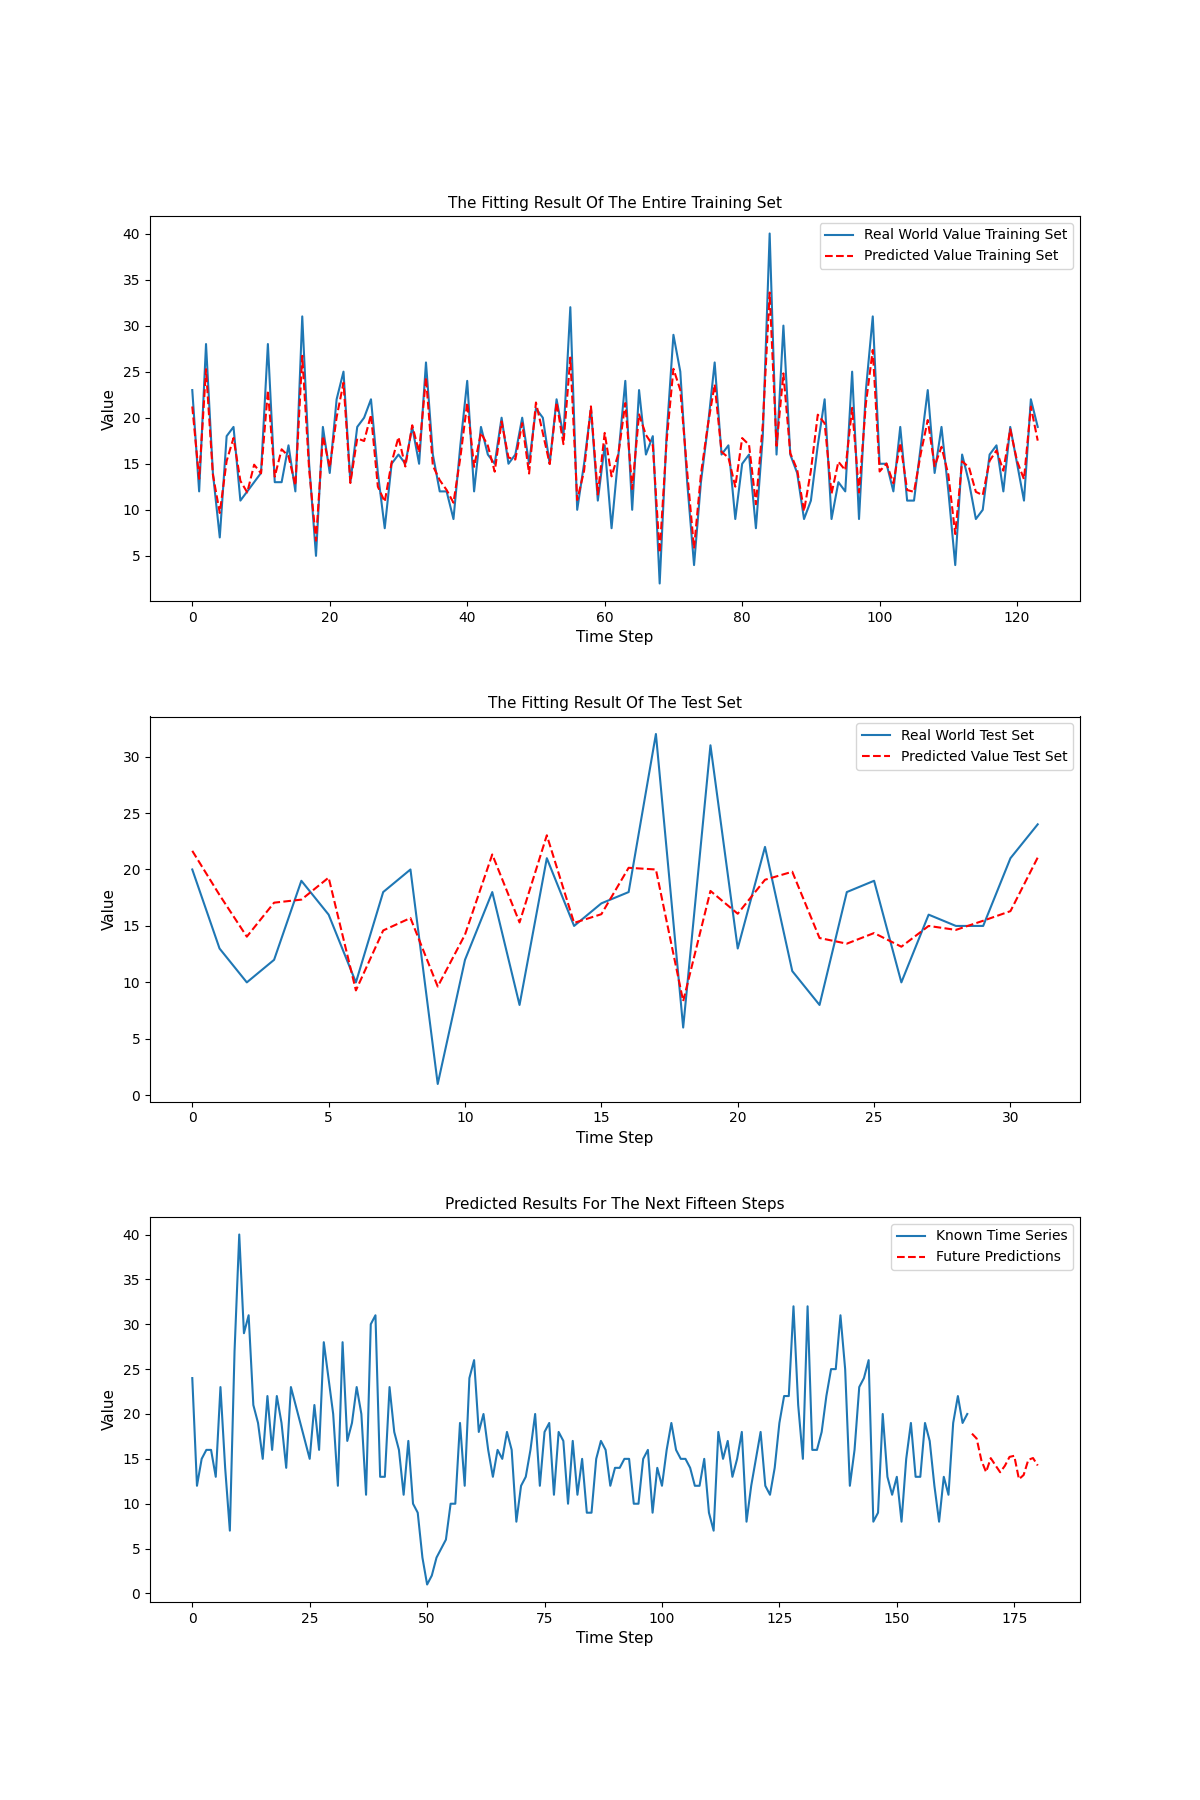 The Fitting Result Of The Entire Training Set
Real World Value Training Set
Predicted Value Training Set
Value
40
35
30
25
20
15
10
5
0 20 40 60 80 100 120
Time Step
The Fitting Result Of The Test Set
Real World Test Set
Predicted Value Test Set
Value
30
25
20
15
10
5
0
0 5 10 15 20 25 30
Time Step
Predicted Results For The Next Fifteen Steps
Known Time Series
Future Predictions
Value
40
35
30
25
20
15
10
5
0
0 25 50 75 100 125 150 175
Time Step